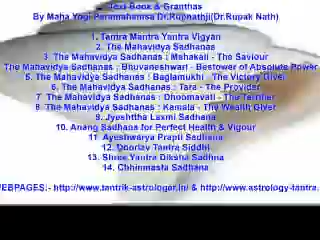 Text Book & Granthas
By Maha Yogi Paramahamsa Dr.Rupnathji(Dr.Rupak Nath)
1. Tantra Mantra Yantra Vigyan
2. The Mahavidya Sadhanas
3. The Mahavidya Sadhanas : Mahakali - The Saviour
The Mahavidya Sadhanas : Bhuvaneshwari - Bestower of Absolute Power
5. The Mahavidya Sadhanas : Baglamukhi - The Victory Giver
6. The Mahavidya Sadhanas : Tara - The Provider
7. The Mahavidya Sadhanas : Dhoomavati - The Terrifier
8. The Mahavidya Sadhanas : Kamala - The Wealth Giver
9. Jyeshttha Laxmi Sadhana
10. Anang Sadhana for Perfect Health & Vigour
11. Ayeshwarya Prapti Sadhana
12. Doorlav Tantra Siddhi
13. Shree Yantra Diksha Sadhna
14. Chhinmasta Sadhana
EBPAGES:- http://www.tantrik-astrologer.in/ & http://www.astrology-tantra.